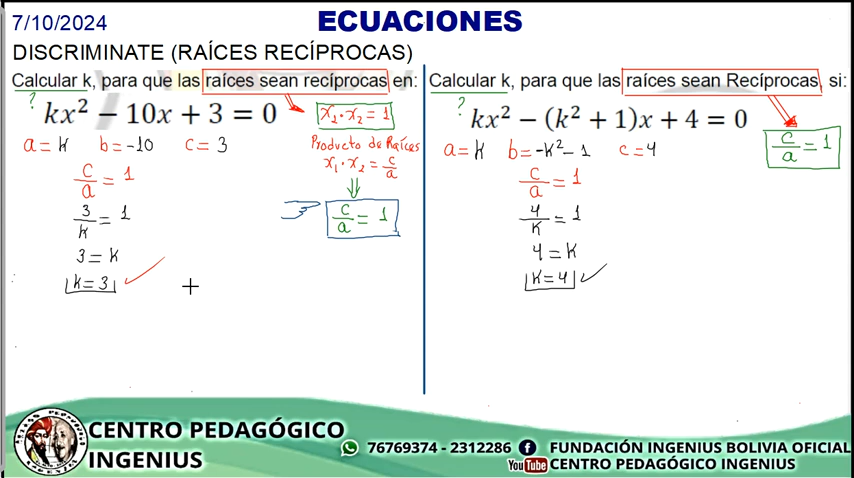 7/10/2024
ECUACIONES
DISCRIMINATE (RAÍCES RECÍPROCAS)
Calcular k, para que las raíces sean recíprocas en:
?
kx² − 10x + 3 = 0
x₁·x₂ = 1
a = k b = -10 c = 3
Producto de Raíces
x₁·x₂ = c/a
c/a = 1
c/a = 1
3/k = 1
3 = k
k = 3
+
Calcular k, para que las raíces sean Recíprocas, si:
?
kx² − (k² + 1)x + 4 = 0
c/a = 1
a = k b = -k² - 1 c = 4
c/a = 1
4/k = 1
4 = k
k = 4
CENTRO PEDAGÓGICO
INGENIUS
76769374 - 2312286
FUNDACIÓN INGENIUS BOLIVIA OFICIAL
YouTube CENTRO PEDAGÓGICO INGENIUS